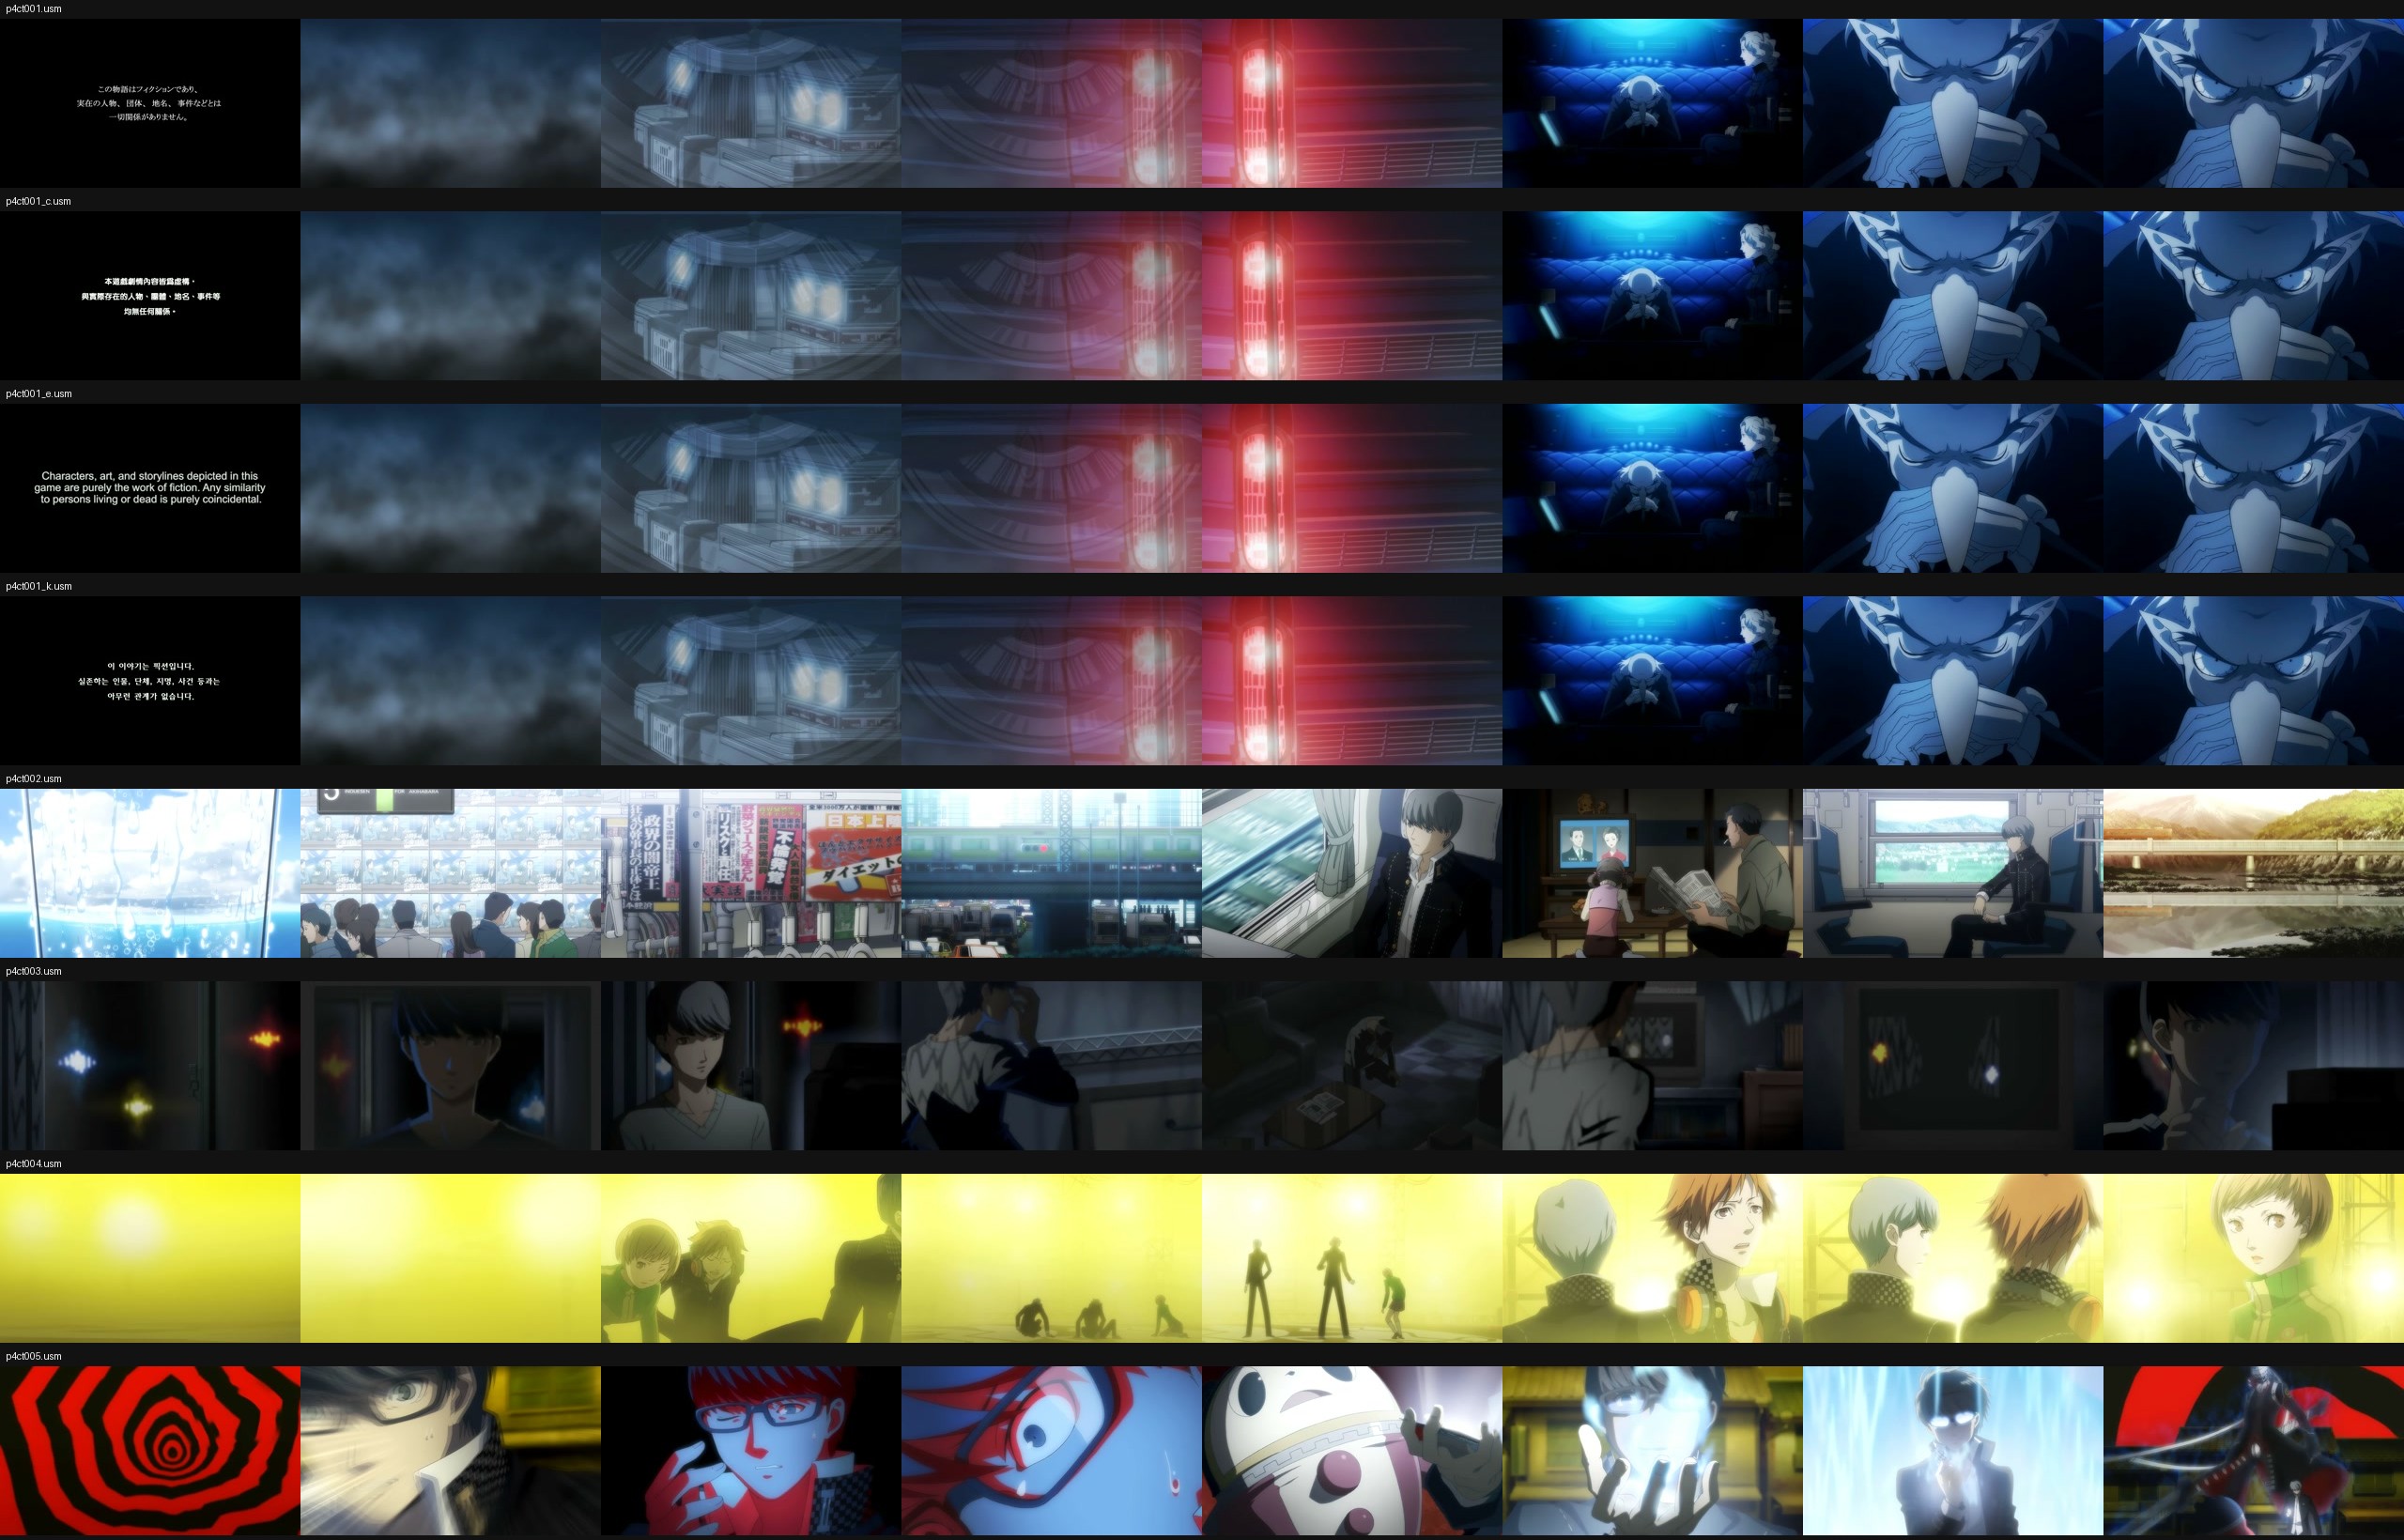 p4ct001.usm
この物語はフィクションであり、
実在の人物、団体、地名、事件などとは
一切関係がありません。
p4ct001_c.usm
本遊戲劇情內容皆為虛構。
與實際存在的人物、團體、地名、事件等
均無任何關係。
p4ct001_e.usm
Characters, art, and storylines depicted in this
game are purely the work of fiction. Any similarity
to persons living or dead is purely coincidental.
p4ct001_k.usm
이 이야기는 픽션입니다.
실존하는 인물, 단체, 지명, 사건 등과는
아무런 관계가 없습니다.
p4ct002.usm
5
FOR AKIHABARA
政界の闇帝王
不倫発覚
日本上陸
ダイエット
p4ct003.usm
p4ct004.usm
p4ct005.usm